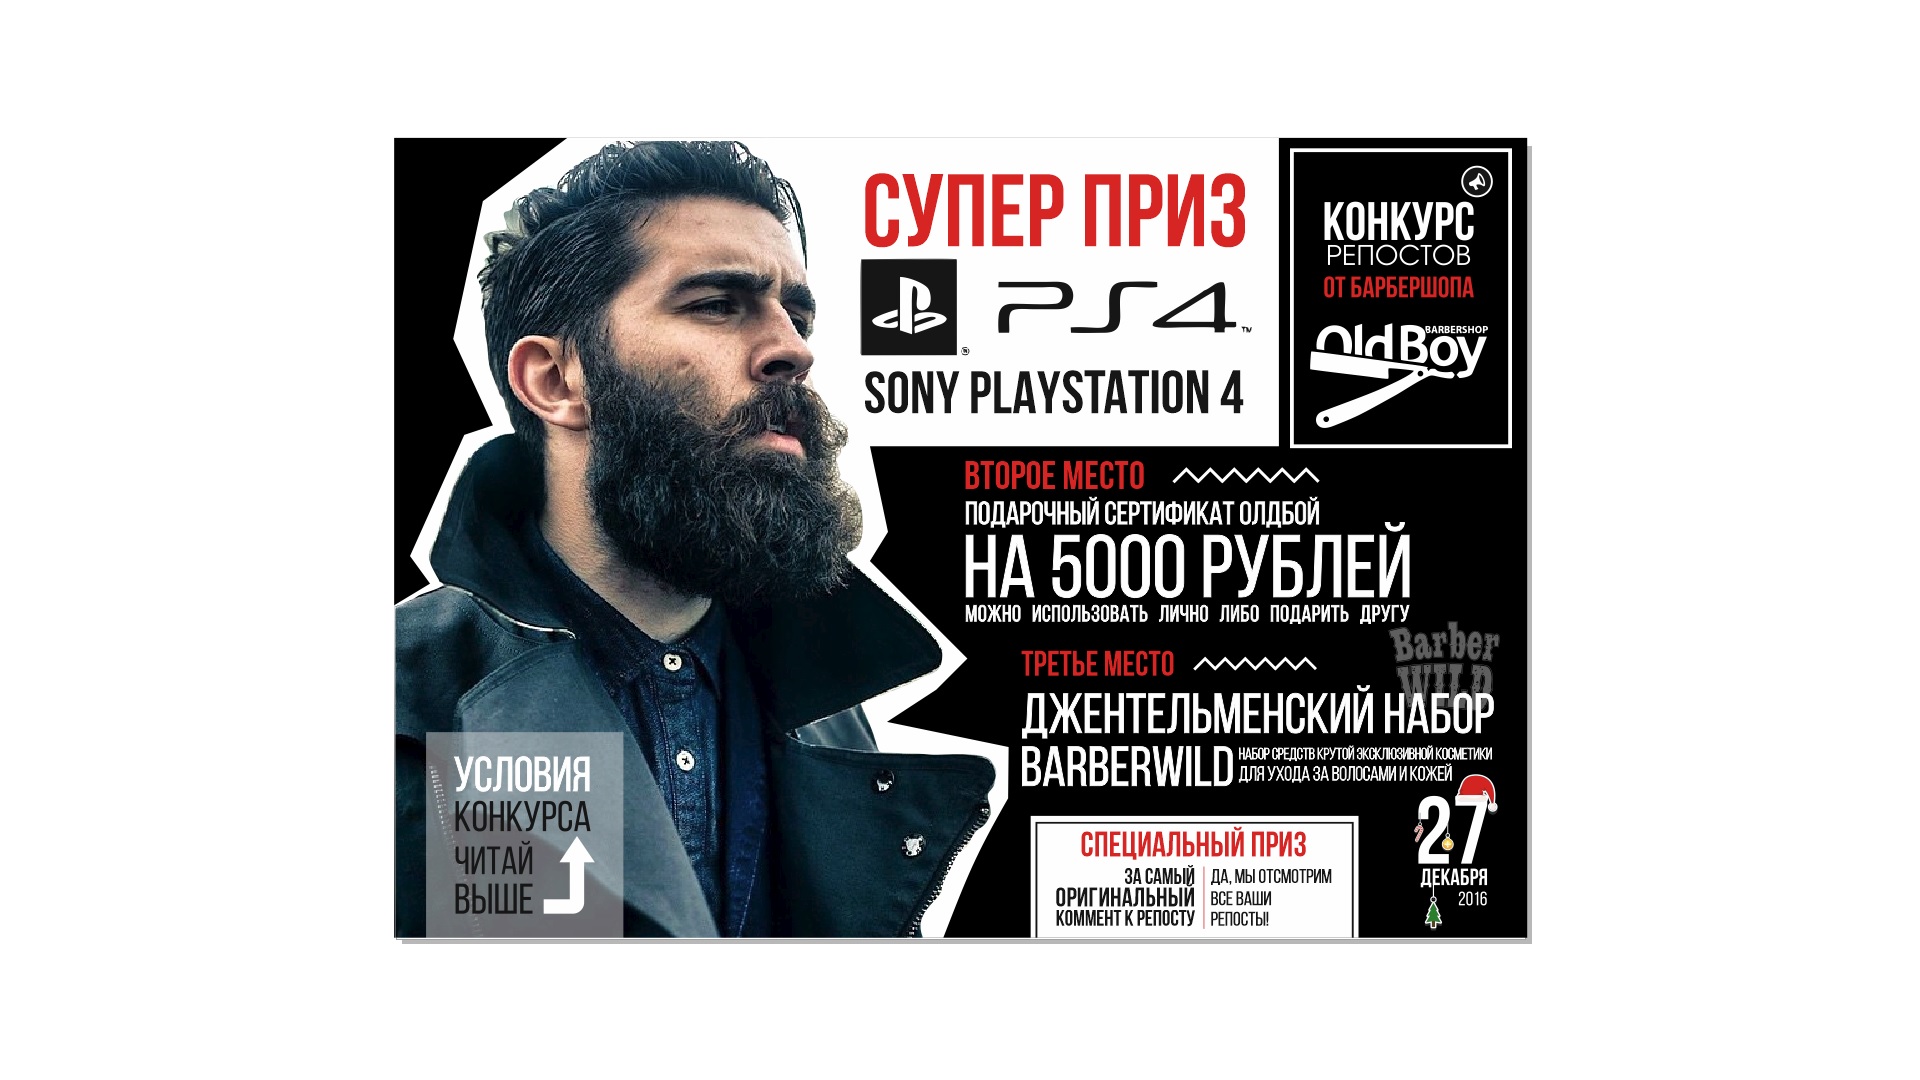 СУПЕР ПРИЗ
PS4™
®
SONY PLAYSTATION 4
КОНКУРС
РЕПОСТОВ
ОТ БАРБЕРШОПА
BARBERSHOP
OldBoy
ВТОРОЕ МЕСТО
ПОДАРОЧНЫЙ СЕРТИФИКАТ ОЛДБОЙ
НА 5000 РУБЛЕЙ
МОЖНО ИСПОЛЬЗОВАТЬ ЛИЧНО ЛИБО ПОДАРИТЬ ДРУГУ
Barber
WILD
ТРЕТЬЕ МЕСТО
ДЖЕНТЕЛЬМЕНСКИЙ НАБОР
BARBERWILD
НАБОР СРЕДСТВ КРУТОЙ ЭКСКЛЮЗИВНОЙ КОСМЕТИКИ
ДЛЯ УХОДА ЗА ВОЛОСАМИ И КОЖЕЙ
УСЛОВИЯ
КОНКУРСА
ЧИТАЙ
ВЫШЕ
СПЕЦИАЛЬНЫЙ ПРИЗ
ЗА САМЫЙ
ОРИГИНАЛЬНЫЙ
КОММЕНТ К РЕПОСТУ
ДА, МЫ ОТСМОТРИМ
ВСЕ ВАШИ
РЕПОСТЫ!
27
ДЕКАБРЯ
2016